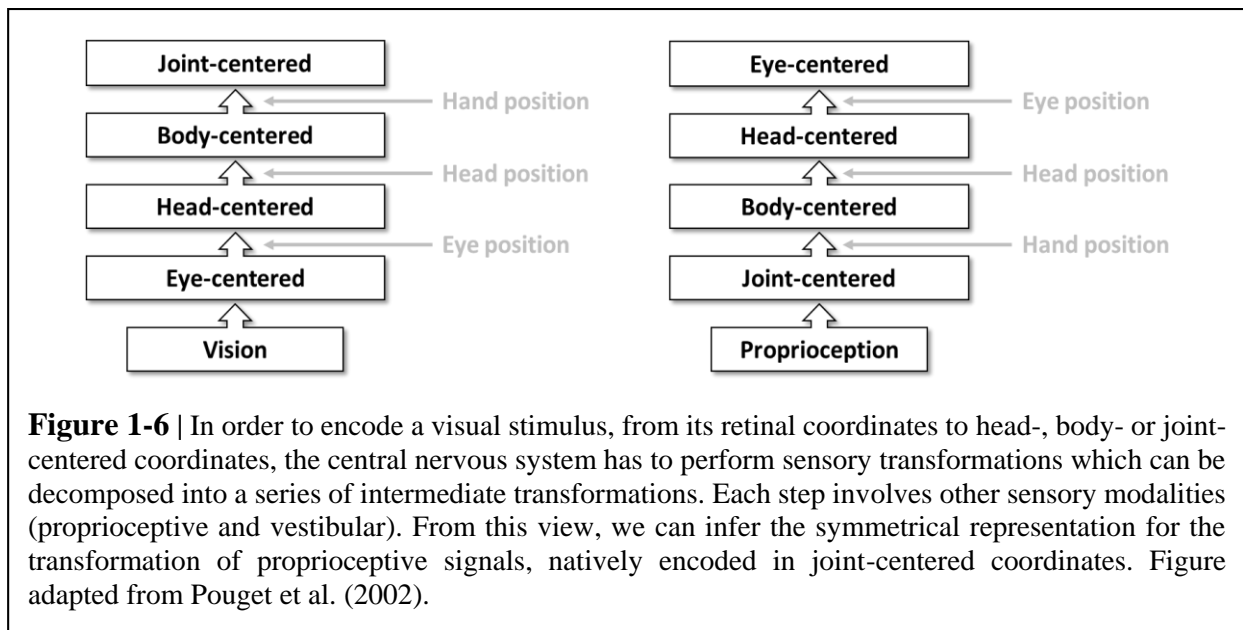 Joint-centered
Hand position
Body-centered
Head position
Head-centered
Eye position
Eye-centered
Vision
Eye-centered
Eye position
Head-centered
Head position
Body-centered
Hand position
Joint-centered
Proprioception
Figure 1-6 | In order to encode a visual stimulus, from its retinal coordinates to head-, body- or joint-
centered coordinates, the central nervous system has to perform sensory transformations which can be
decomposed into a series of intermediate transformations. Each step involves other sensory modalities
(proprioceptive and vestibular). From this view, we can infer the symmetrical representation for the
transformation of proprioceptive signals, natively encoded in joint-centered coordinates. Figure
adapted from Pouget et al. (2002).